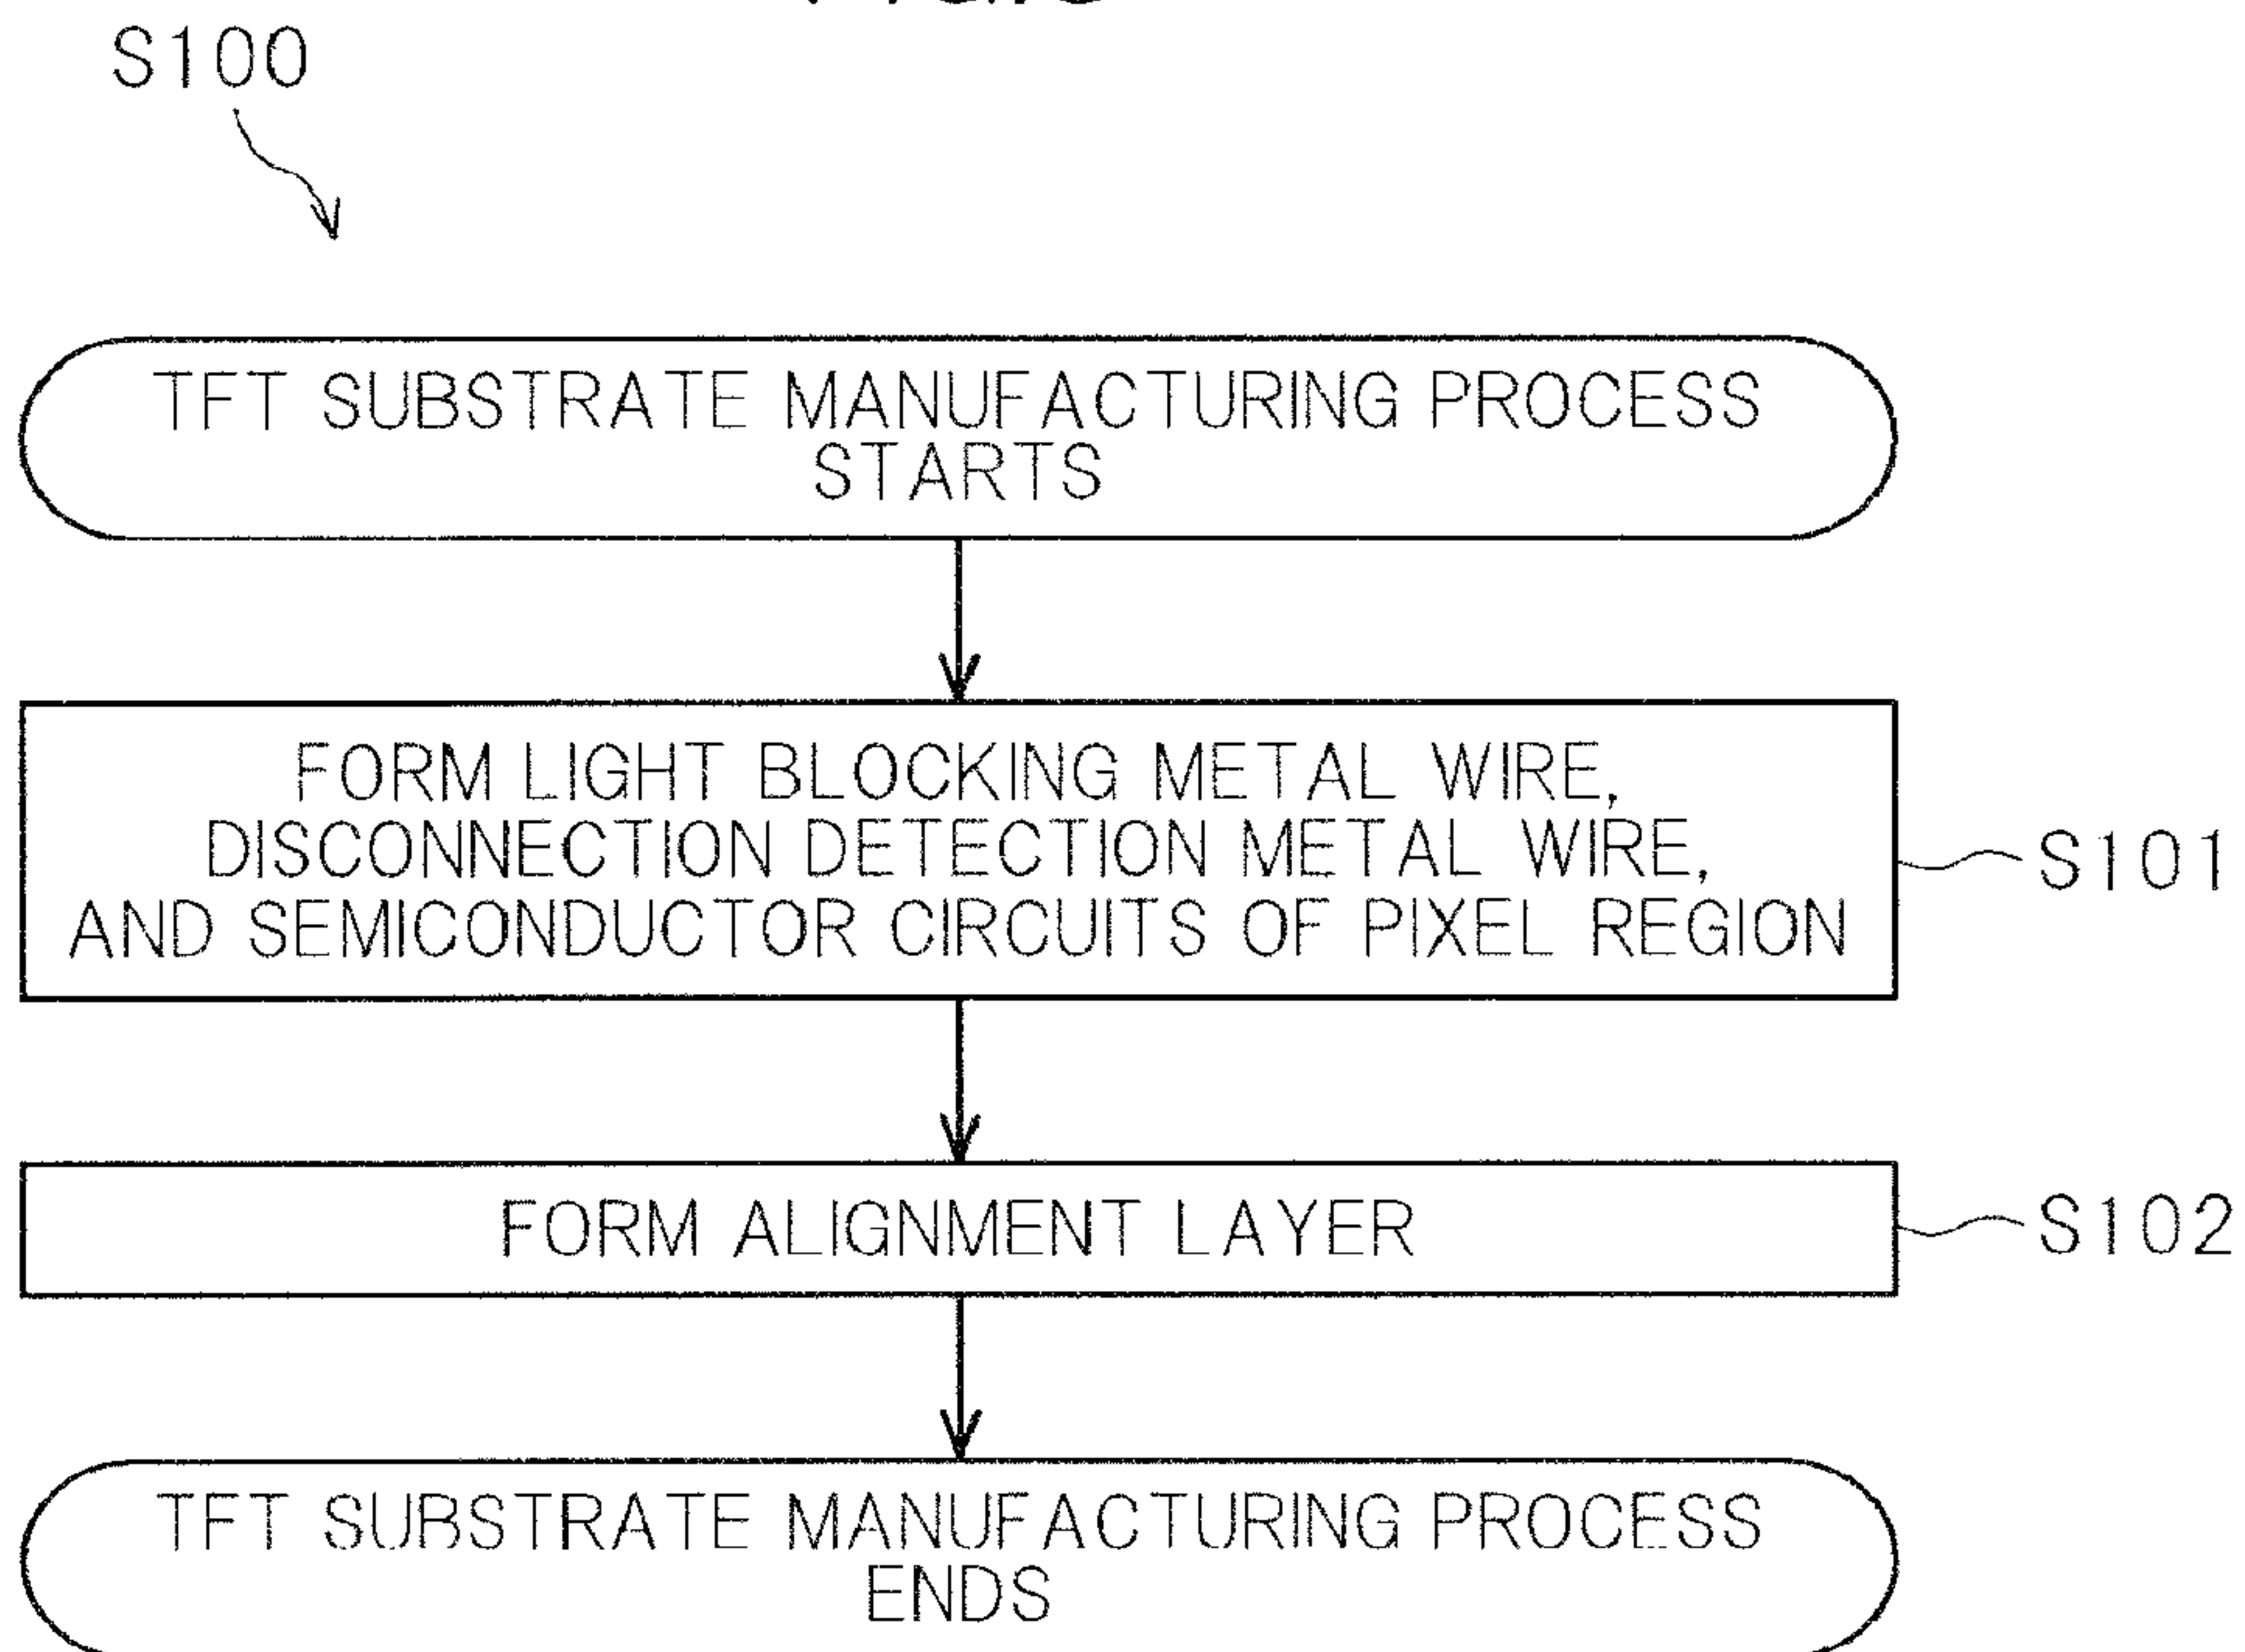 S100
TFT SUBSTRATE MANUFACTURING PROCESS
STARTS
FORM LIGHT BLOCKING METAL WIRE,
DISCONNECTION DETECTION METAL WIRE,
AND SEMICONDUCTOR CIRCUITS OF PIXEL REGION
S101
FORM ALIGNMENT LAYER
S102
TFT SUBSTRATE MANUFACTURING PROCESS
ENDS